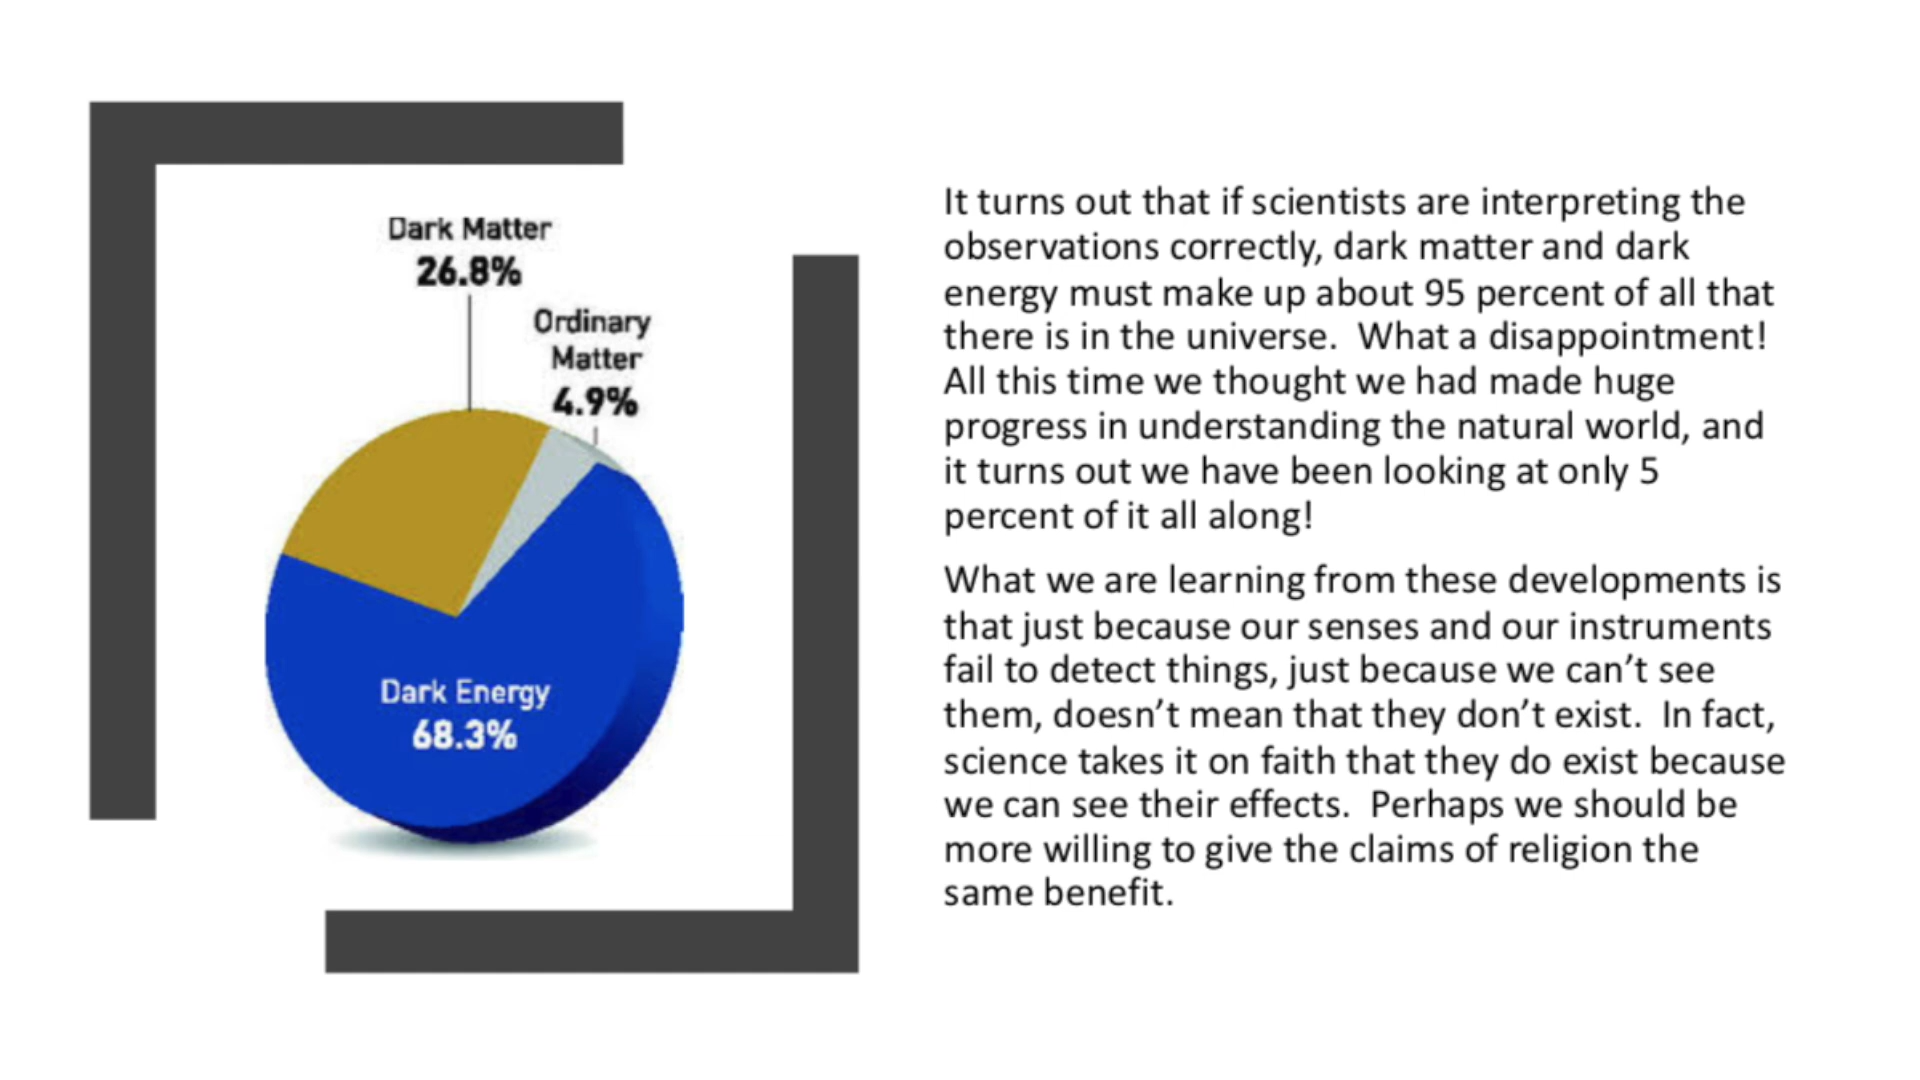 Dark Matter
26.8%
Ordinary
Matter
4.9%
Dark Energy
68.3%
It turns out that if scientists are interpreting the
observations correctly, dark matter and dark
energy must make up about 95 percent of all that
there is in the universe.  What a disappointment!
All this time we thought we had made huge
progress in understanding the natural world, and
it turns out we have been looking at only 5
percent of it all along!
What we are learning from these developments is
that just because our senses and our instruments
fail to detect things, just because we can’t see
them, doesn’t mean that they don’t exist.  In fact,
science takes it on faith that they do exist because
we can see their effects.  Perhaps we should be
more willing to give the claims of religion the
same benefit.